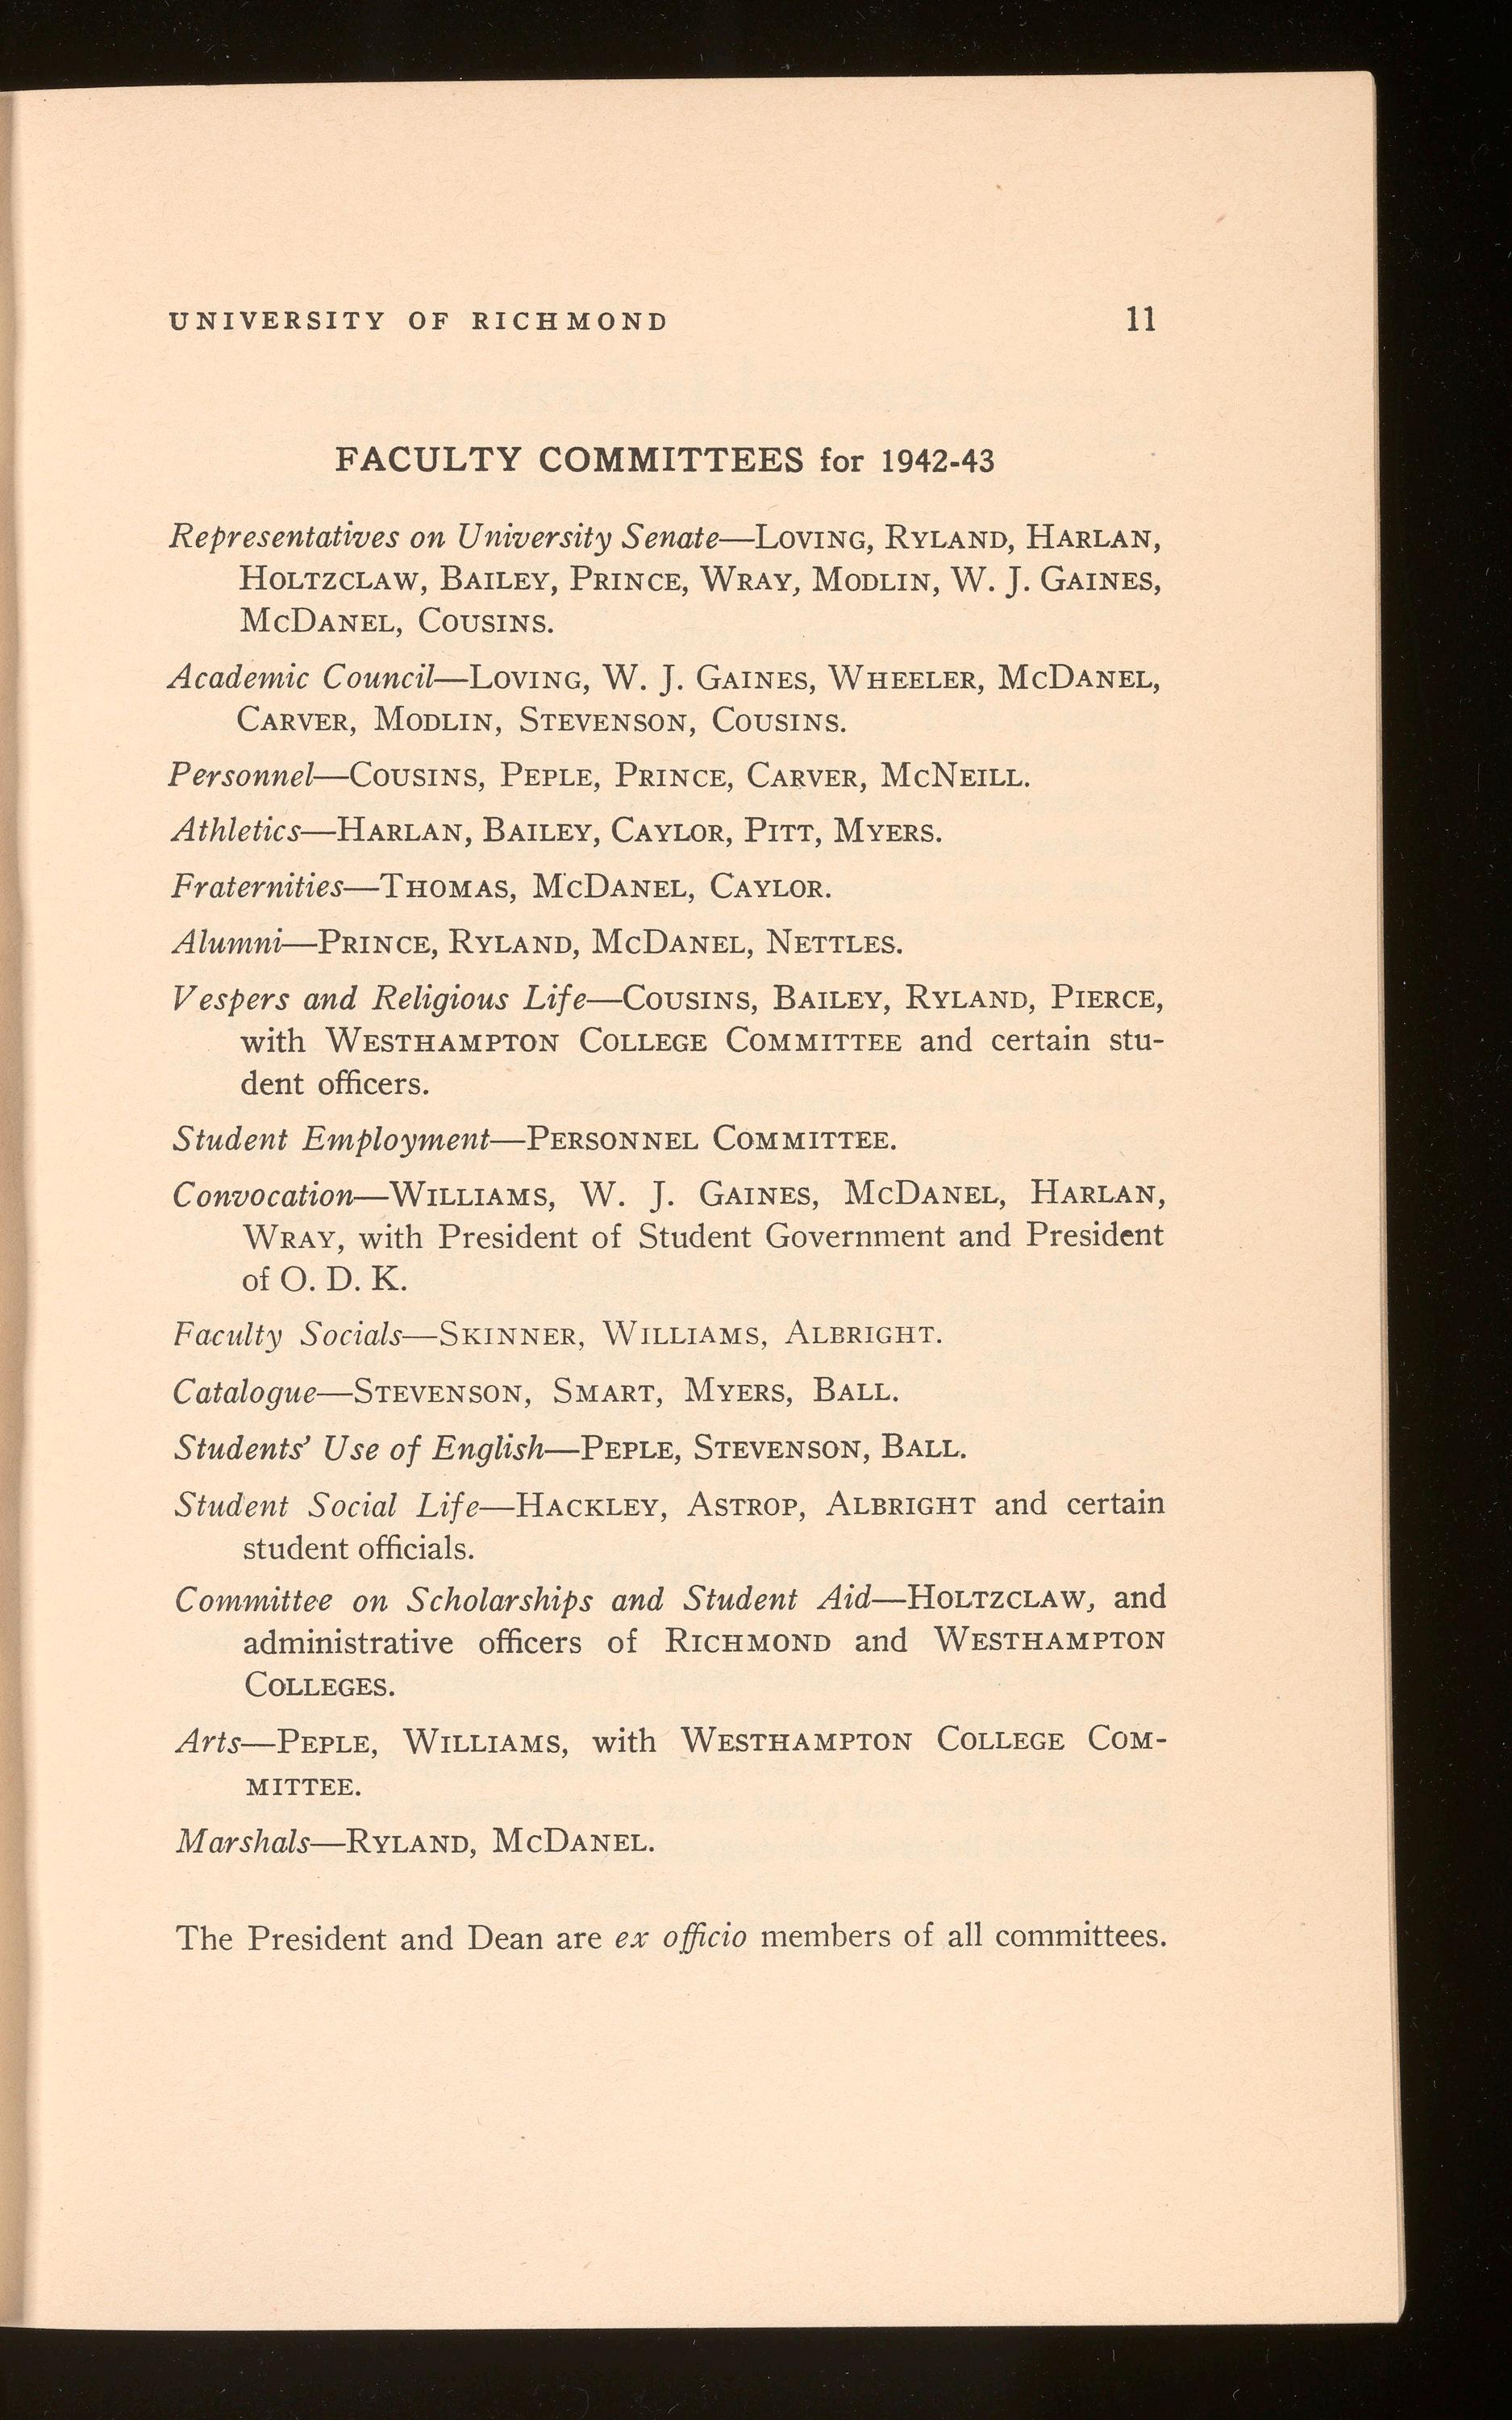 UNIVERSITY OF RICHMOND 11
FACULTY COMMITTEES for 1942-43
Representatives on University Senate—LOVING, RYLAND, HARLAN,
HOLTZCLAW, BAILEY, PRINCE, WRAY, MODLIN, W. J. GAINES,
MCDANEL, COUSINS.
Academic Council—LOVING, W. J. GAINES, WHEELER, MCDANEL,
CARVER, MODLIN, STEVENSON, COUSINS.
Personnel—COUSINS, PEPLE, PRINCE, CARVER, MCNEILL.
Athletics—HARLAN, BAILEY, CAYLOR, PITT, MYERS.
Fraternities—THOMAS, MCDANEL, CAYLOR.
Alumni—PRINCE, RYLAND, MCDANEL, NETTLES.
Vespers and Religious Life—COUSINS, BAILEY, RYLAND, PIERCE,
with WESTHAMPTON COLLEGE COMMITTEE and certain stu-
dent officers.
Student Employment—PERSONNEL COMMITTEE.
Convocation—WILLIAMS, W. J. GAINES, MCDANEL, HARLAN,
WRAY, with President of Student Government and President
of O. D. K.
Faculty Socials—SKINNER, WILLIAMS, ALBRIGHT.
Catalogue—STEVENSON, SMART, MYERS, BALL.
Students' Use of English—PEPLE, STEVENSON, BALL.
Student Social Life—HACKLEY, ASTROP, ALBRIGHT and certain
student officials.
Committee on Scholarships and Student Aid—HOLTZCLAW, and
administrative officers of RICHMOND and WESTHAMPTON
COLLEGES.
Arts—PEPLE, WILLIAMS, with WESTHAMPTON COLLEGE COM-
MITTEE.
Marshals—RYLAND, MCDANEL.
The President and Dean are ex officio members of all committees.